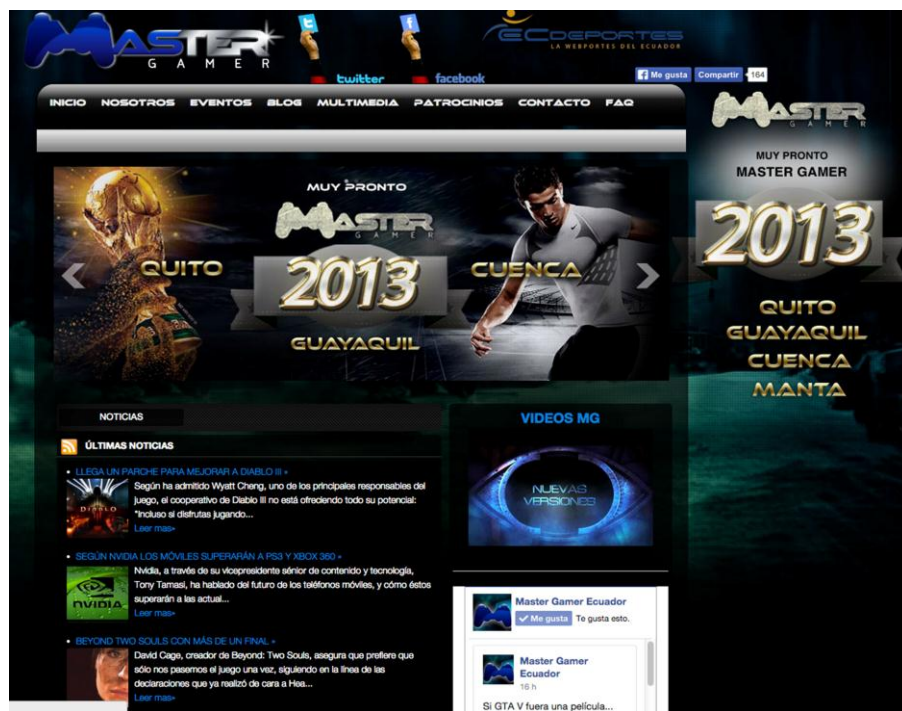 MASTER
GAMER
twitter
facebook
ECDEPORTES
LA WEBPORTES DEL ECUADOR
Me gusta Compartir 164
INICIO NOSOTROS EVENTOS BLOG MULTIMEDIA PATROCINIOS CONTACTO FAQ
MUY PRONTO
MASTER
GAMER
QUITO
2013
CUENCA
GUAYAQUIL
MASTER
GAMER
MUY PRONTO
MASTER GAMER
2013
QUITO
GUAYAQUIL
CUENCA
MANTA
NOTICIAS
ÚLTIMAS NOTICIAS
LLEGA UN PARCHE PARA MEJORAR A DIABLO III »
DIABLO
Según ha admitido Wyatt Cheng, uno de los principales responsables del
juego, el cooperativo de Diablo III no está ofreciendo todo su potencial:
"Incluso si disfrutas jugando...
Leer mas»
SEGÚN NVIDIA LOS MÓVILES SUPERARÁN A PS3 Y XBOX 360 »
NVIDIA
Nvidia, a través de su vicepresidente sénior de contenido y tecnología,
Tony Tamasi, ha hablado del futuro de los teléfonos móviles, y cómo éstos
superarán a las actual...
Leer mas»
BEYOND TWO SOULS CON MÁS DE UN FINAL »
David Cage, creador de Beyond: Two Souls, asegura que prefiere que
sólo nos pasemos el juego una vez, siguiendo en la línea de las
declaraciones que ya realizó de cara a Hea...
Leer mas»
VIDEOS MG
NUEVAS
VERSIONES
Master Gamer Ecuador
Me gusta Te gusta esto.
Master Gamer
Ecuador
16 h
Si GTA V fuera una película...